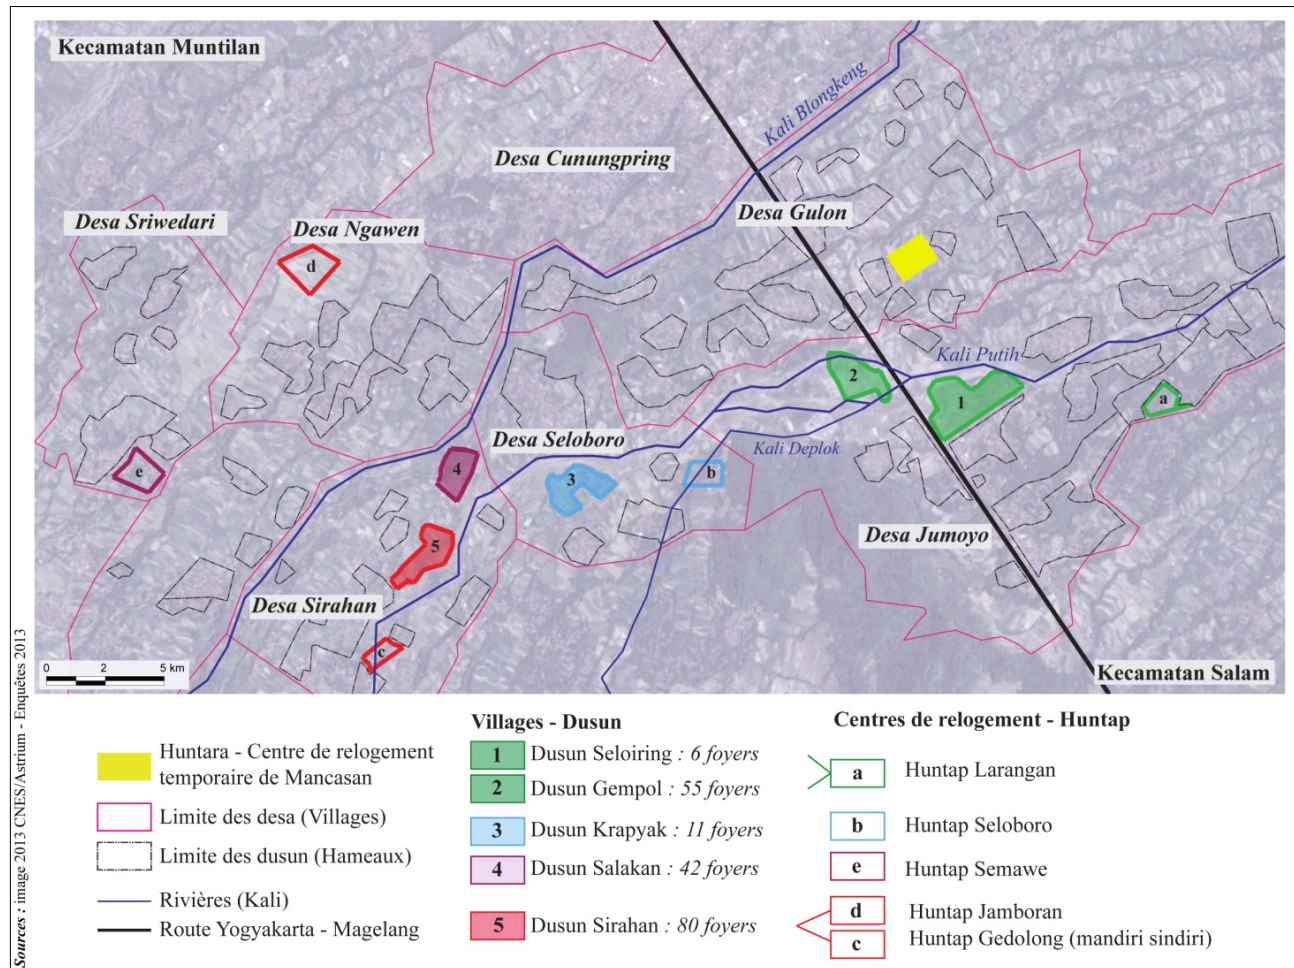 Kecamatan Muntilan
Kali Blongkeng
Desa Cunungpring
Desa Sriwedari
Desa Ngawen
Desa Gulon
d
Kali Putih
2
1
a
Desa Seloboro
Kali Deplok
e
4
3
b
5
Desa Jumoyo
Desa Sirahan
c
0 2 5 km
Kecamatan Salam
Sources : image 2013 CNES/Astrium - Enquêtes 2013
Huntara - Centre de relogement
temporaire de Mancasan
Limite des desa (Villages)
Limite des dusun (Hameaux)
Rivières (Kali)
Route Yogyakarta - Magelang
Villages - Dusun
1 Dusun Seloiring : 6 foyers
2 Dusun Gempol : 55 foyers
3 Dusun Krapyak : 11 foyers
4 Dusun Salakan : 42 foyers
5 Dusun Sirahan : 80 foyers
Centres de relogement - Huntap
a Huntap Larangan
b Huntap Seloboro
e Huntap Semawe
d Huntap Jamboran
c Huntap Gedolong (mandiri sindiri)